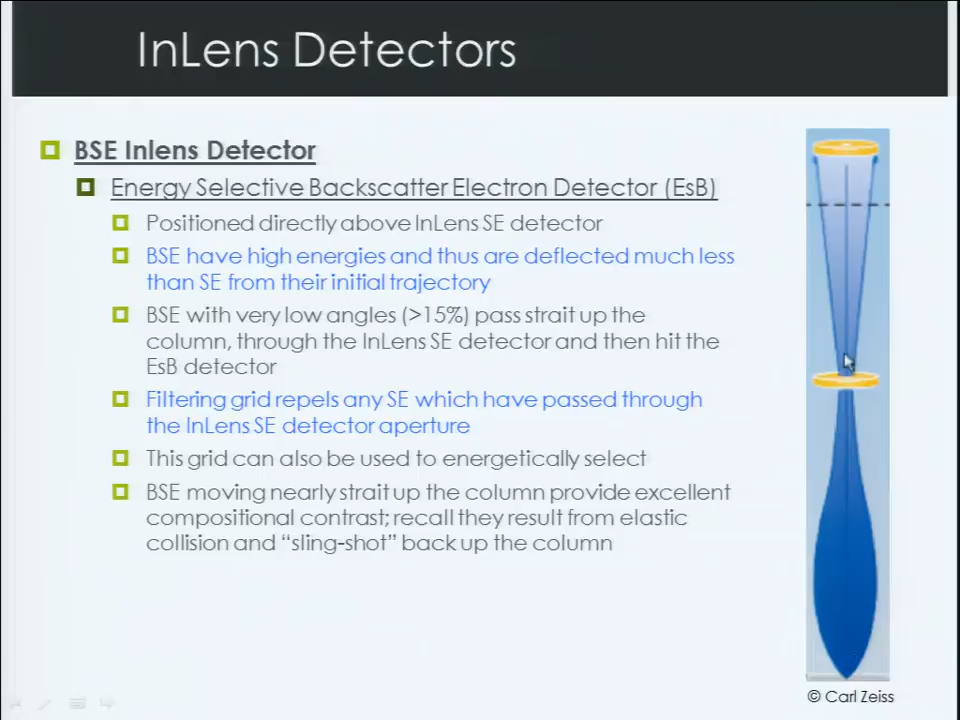 InLens Detectors
BSE Inlens Detector
Energy Selective Backscatter Electron Detector (EsB)
Positioned directly above InLens SE detector
BSE have high energies and thus are deflected much less
than SE from their initial trajectory
BSE with very low angles (>15%) pass strait up the
column, through the InLens SE detector and then hit the
EsB detector
Filtering grid repels any SE which have passed through
the InLens SE detector aperture
This grid can also be used to energetically select
BSE moving nearly strait up the column provide excellent
compositional contrast; recall they result from elastic
collision and “sling-shot” back up the column
© Carl Zeiss